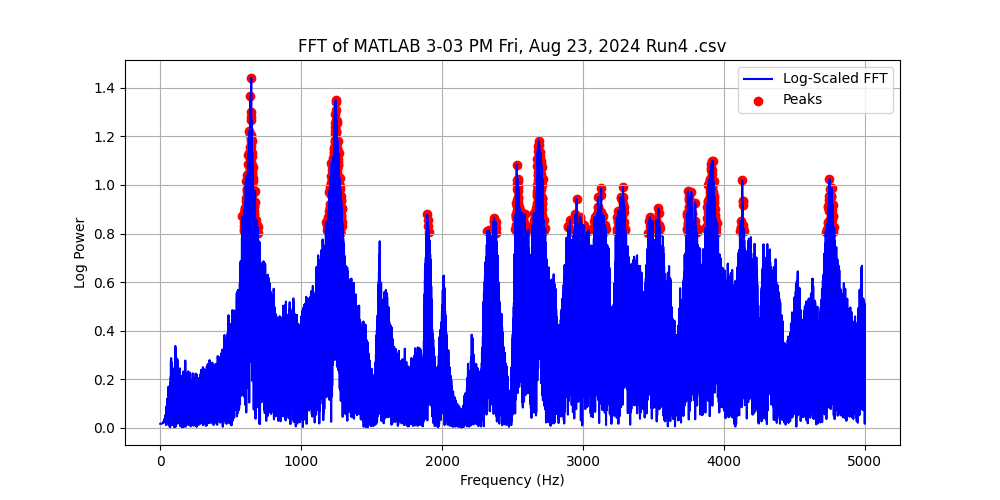 FFT of MATLAB 3-03 PM Fri, Aug 23, 2024 Run4 .csv
Log-Scaled FFT
Peaks
1.4
1.2
1.0
0.8
0.6
0.4
0.2
0.0
Log Power
0 1000 2000 3000 4000 5000
Frequency (Hz)